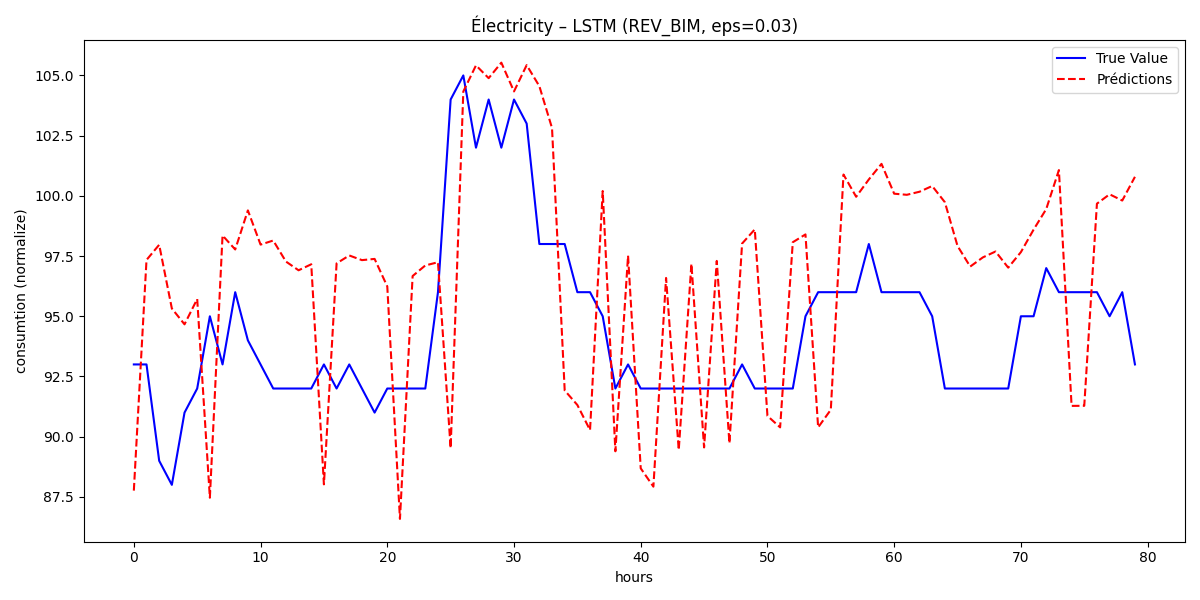 Électricity – LSTM (REV_BIM, eps=0.03)
True Value
Prédictions
consumtion (normalize)
105.0
102.5
100.0
97.5
95.0
92.5
90.0
87.5
0 10 20 30 40 50 60 70 80
hours